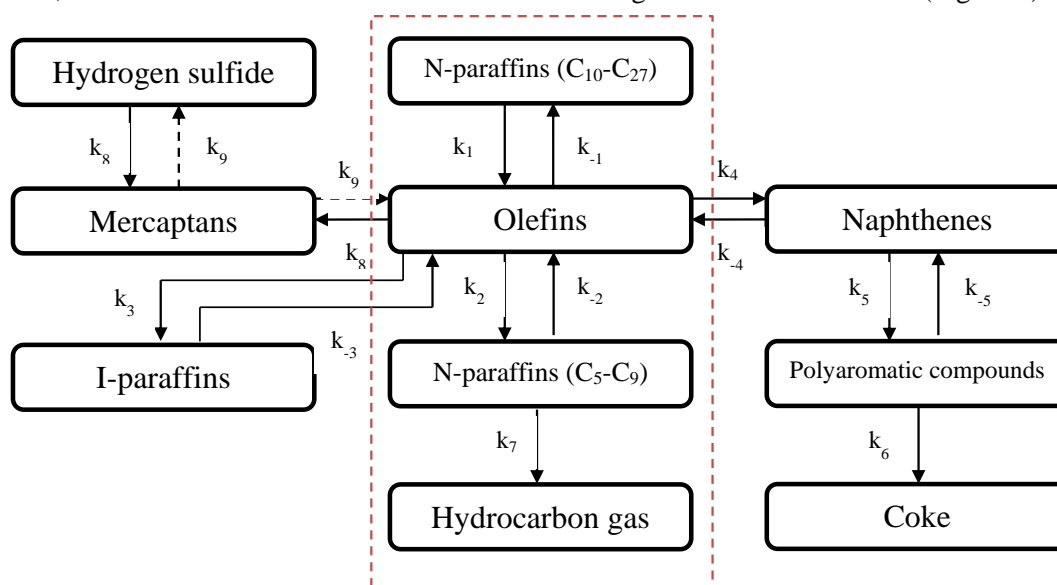 Hydrogen sulfide
N-paraffins (C₁₀-C₂₇)
k₈
k₉
k₁
k₋₁
k₄
k₉
Mercaptans
Olefins
Naphthenes
k₈
k₋₄
k₃
k₂
k₋₂
k₅
k₋₅
k₋₃
I-paraffins
N-paraffins (C₅-C₉)
Polyaromatic compounds
k₇
k₆
Hydrocarbon gas
Coke